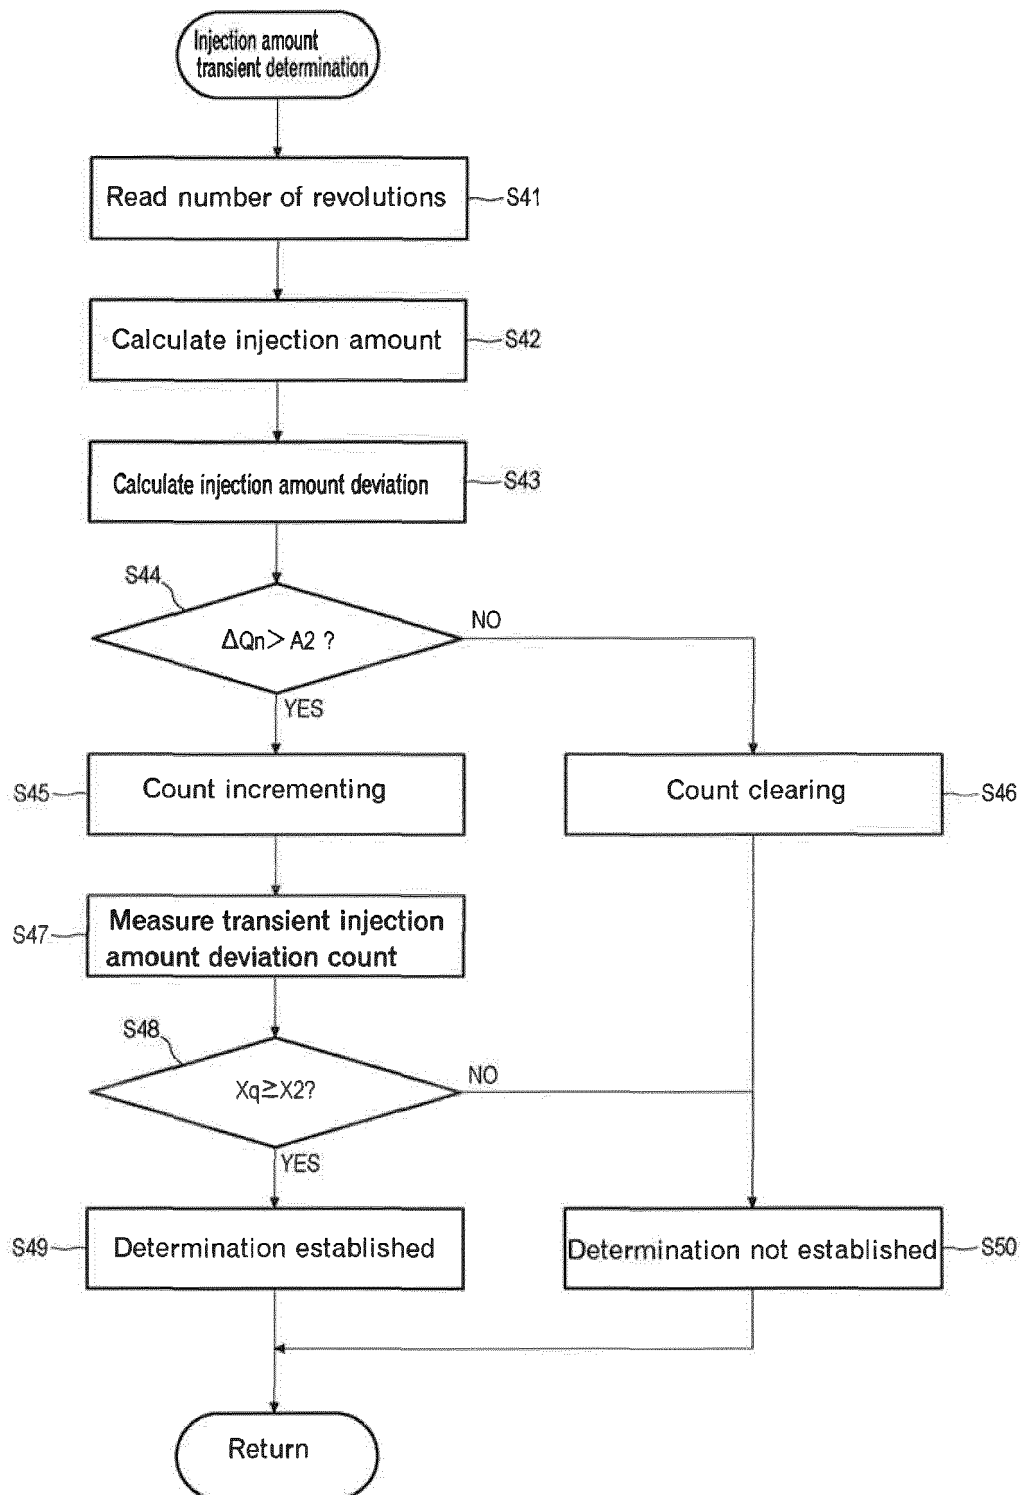 Injection amount
transient determination
Read number of revolutions
S41
Calculate injection amount
S42
Calculate injection amount deviation
S43
S44
ΔQn> A2 ?
NO
YES
S45
Count incrementing
Count clearing
S46
S47
Measure transient injection
amount deviation count
S48
Xq≧X2?
NO
YES
S49
Determination established
Determination not established
S50
Return